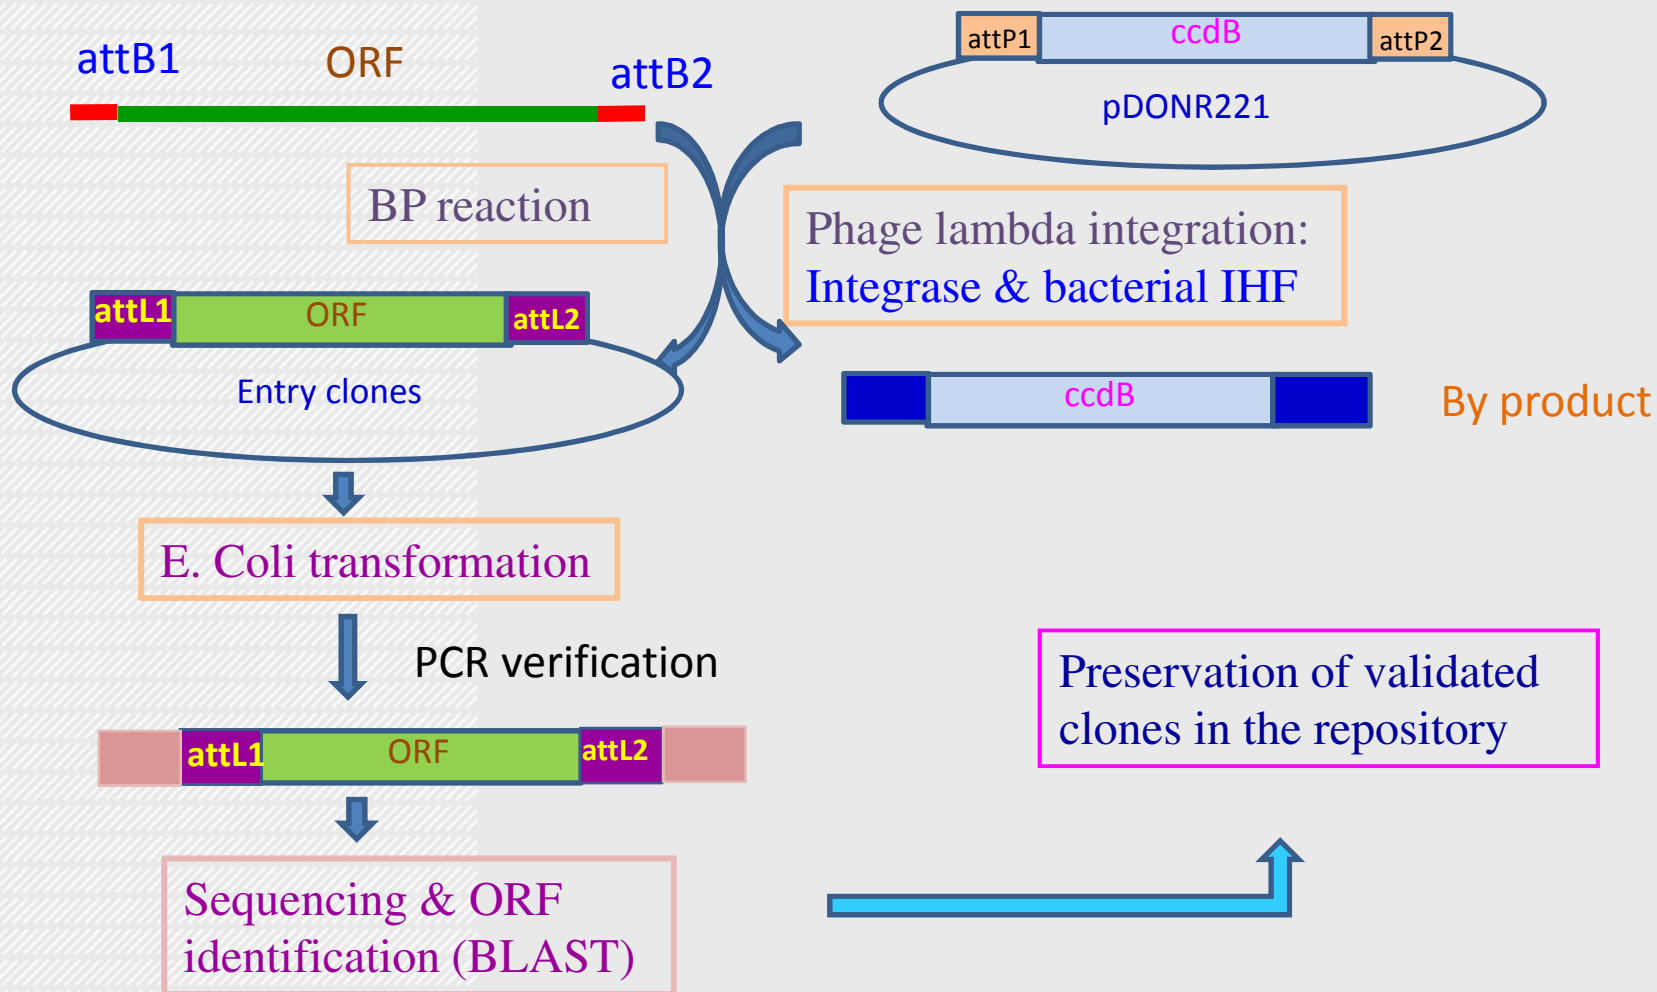 attB1
ORF
attB2
attP1
ccdB
attP2
pDONR221
BP reaction
Phage lambda integration:
Integrase & bacterial IHF
attL1
ORF
attL2
Entry clones
ccdB
By product
E. Coli transformation
PCR verification
Preservation of validated
clones in the repository
attL1
ORF
attL2
Sequencing & ORF
identification (BLAST)